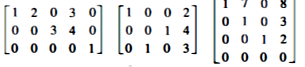 1 2 0 3 0
0 0 3 4 0
0 0 0 0 1
1 0 0 2
0 0 1 4
0 1 0 3
1 7 0 8
0 1 0 3
0 0 1 2
0 0 0 0